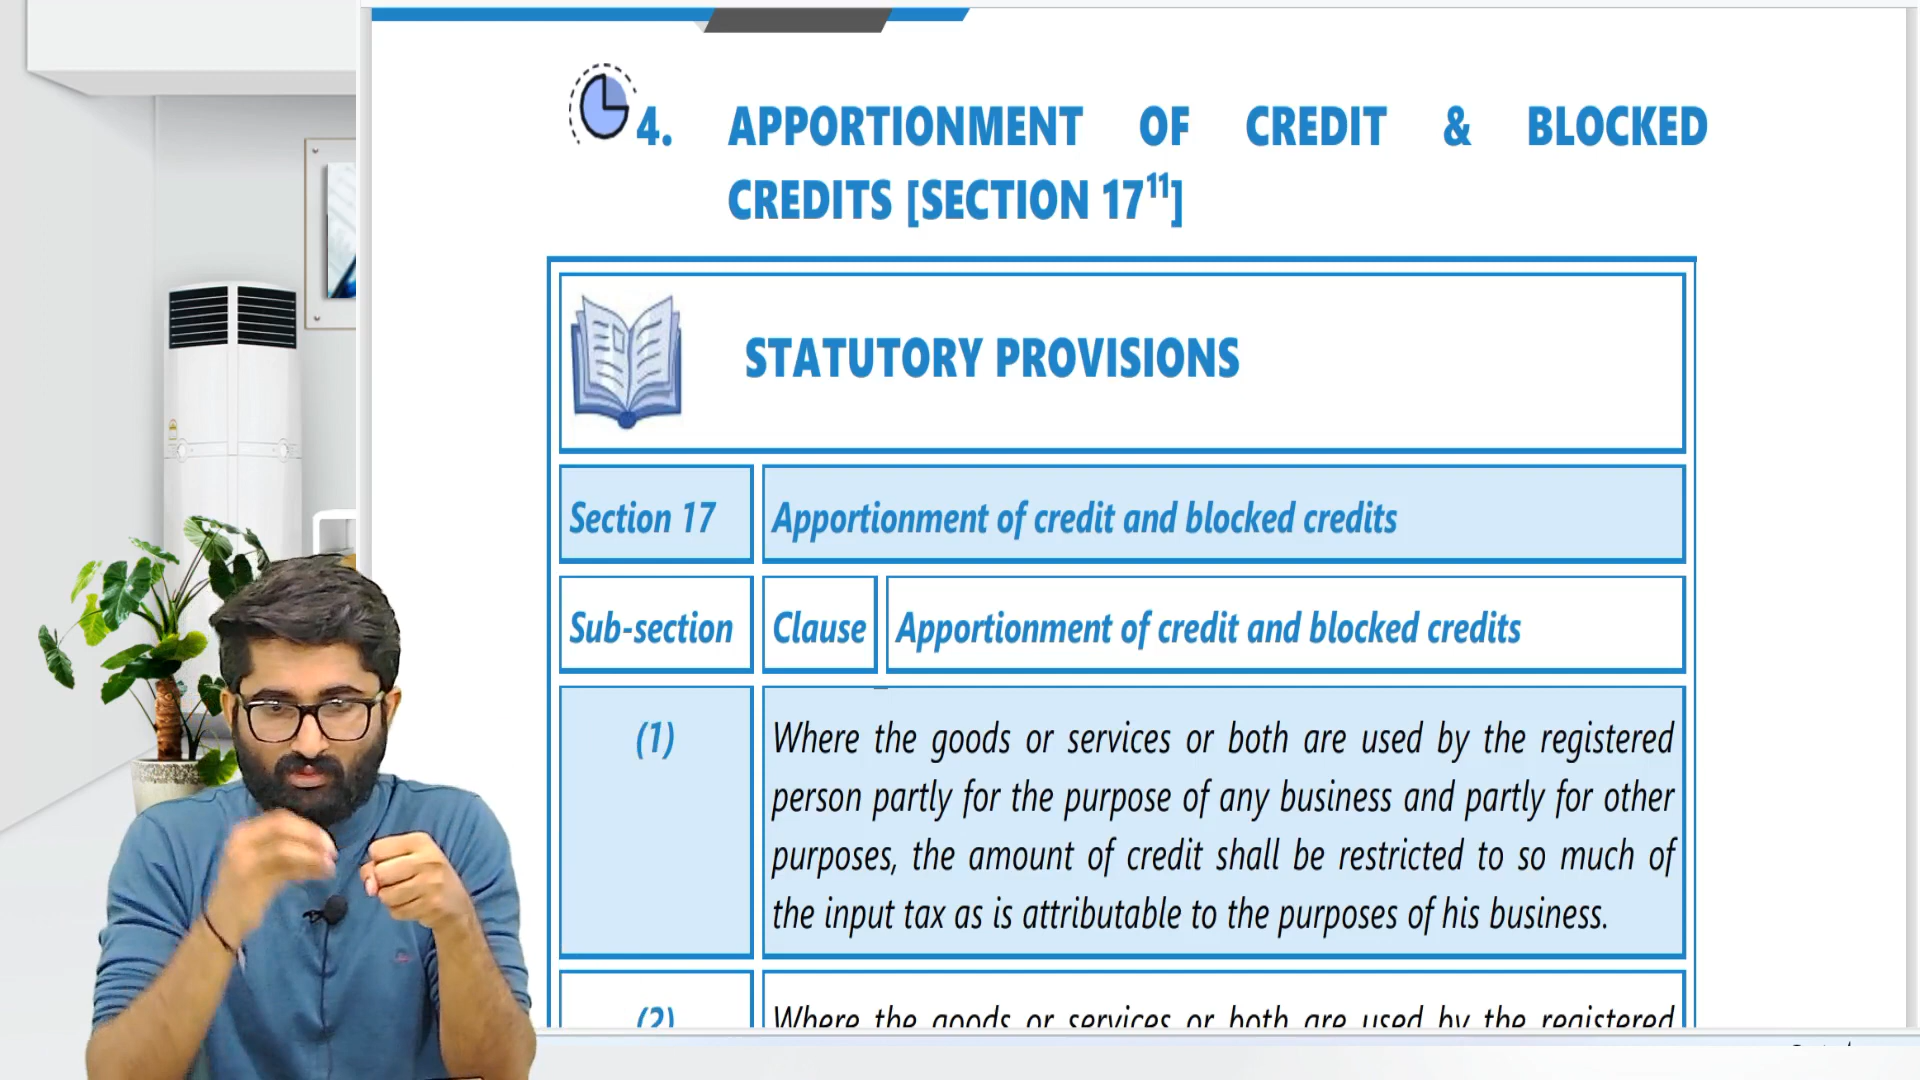 4. APPORTIONMENT OF CREDIT & BLOCKED
CREDITS [SECTION 17¹¹]
STATUTORY PROVISIONS
Section 17 Apportionment of credit and blocked credits
Sub-section Clause Apportionment of credit and blocked credits
(1) Where the goods or services or both are used by the registered
person partly for the purpose of any business and partly for other
purposes, the amount of credit shall be restricted to so much of
the input tax as is attributable to the purposes of his business.
(2) Where the goods or services or both are used by the registered